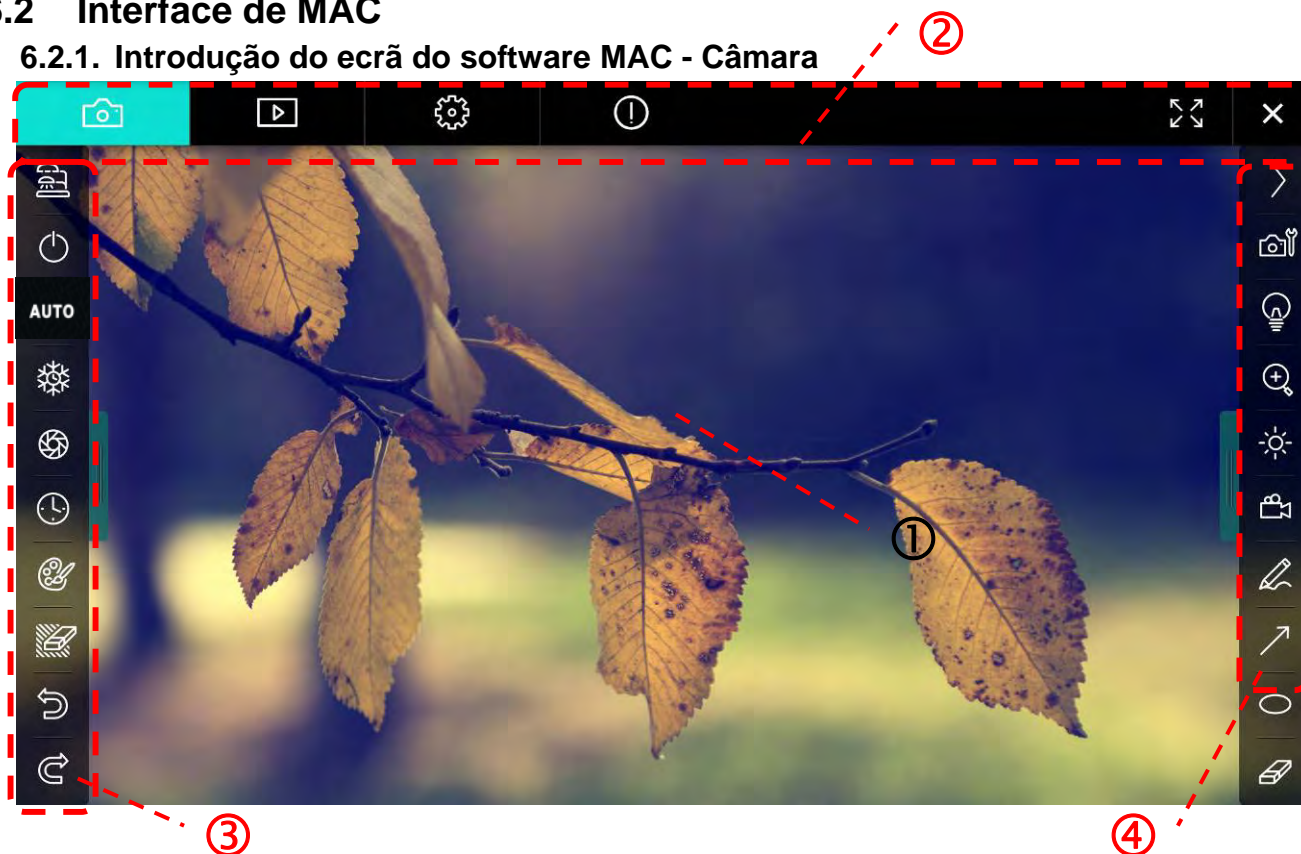 6.2 Interface de MAC
6.2.1. Introdução do ecrã do software MAC - Câmara
②
AUTO
①
③
④